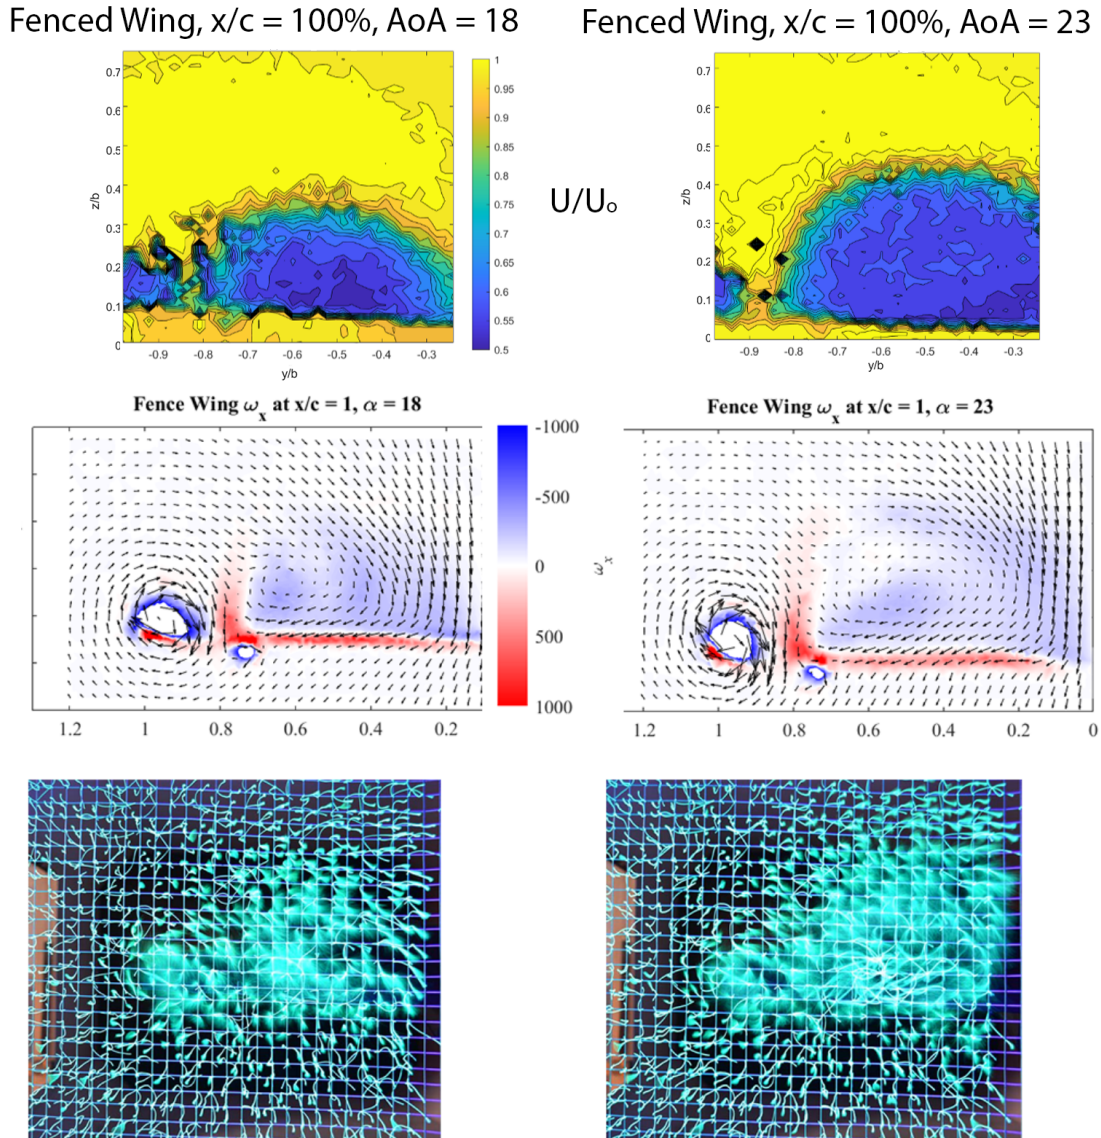 Fenced Wing, x/c = 100%, AoA = 18
Fenced Wing, x/c = 100%, AoA = 23
0.7
0.6
0.5
0.4
0.3
0.2
0.1
z/b
-0.9 -0.8 -0.7 -0.6 -0.5 -0.4 -0.3
y/b
1
0.95
0.9
0.85
0.8
0.75
0.7
0.65
0.6
0.55
0.5
U/Uo
0.7
0.6
0.5
0.4
0.3
0.2
0.1
z/b
-0.9 -0.8 -0.7 -0.6 -0.5 -0.4 -0.3
y/b
Fence Wing ωx at x/c = 1, α = 18
1.2 1 0.8 0.6 0.4 0.2
-1000
-500
0
500
1000
Fence Wing ωx at x/c = 1, α = 23
ωx
1.2 1 0.8 0.6 0.4 0.2 0